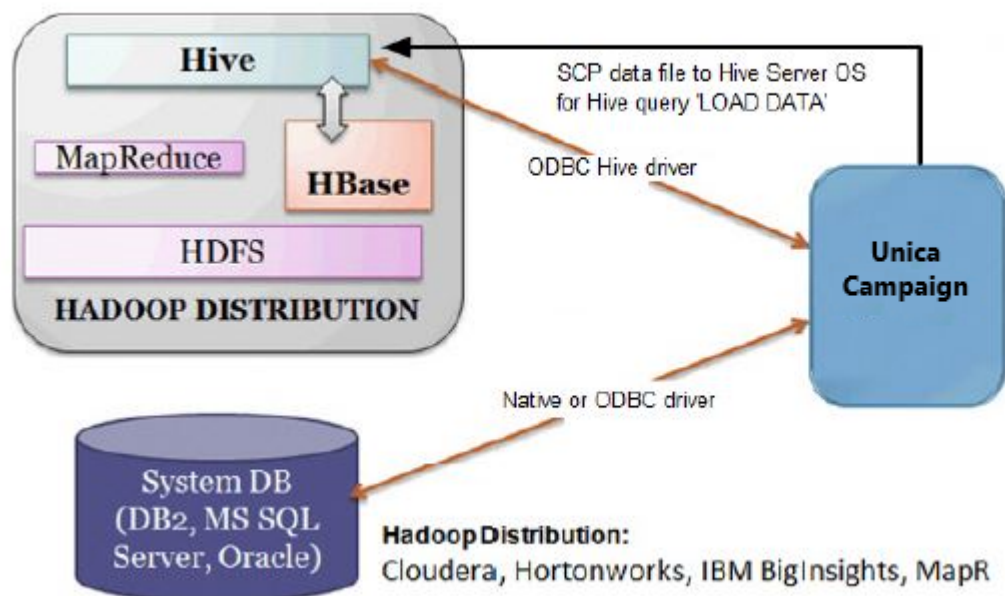 Hive
SCP data file to Hive Server OS
for Hive query 'LOAD DATA'
MapReduce
HBase
ODBC Hive driver
HDFS
HADOOP DISTRIBUTION
Unica
Campaign
Native or ODBC driver
System DB
(DB2, MS SQL
Server, Oracle)
Hadoop Distribution:
Cloudera, Hortonworks, IBM BigInsights, MapR